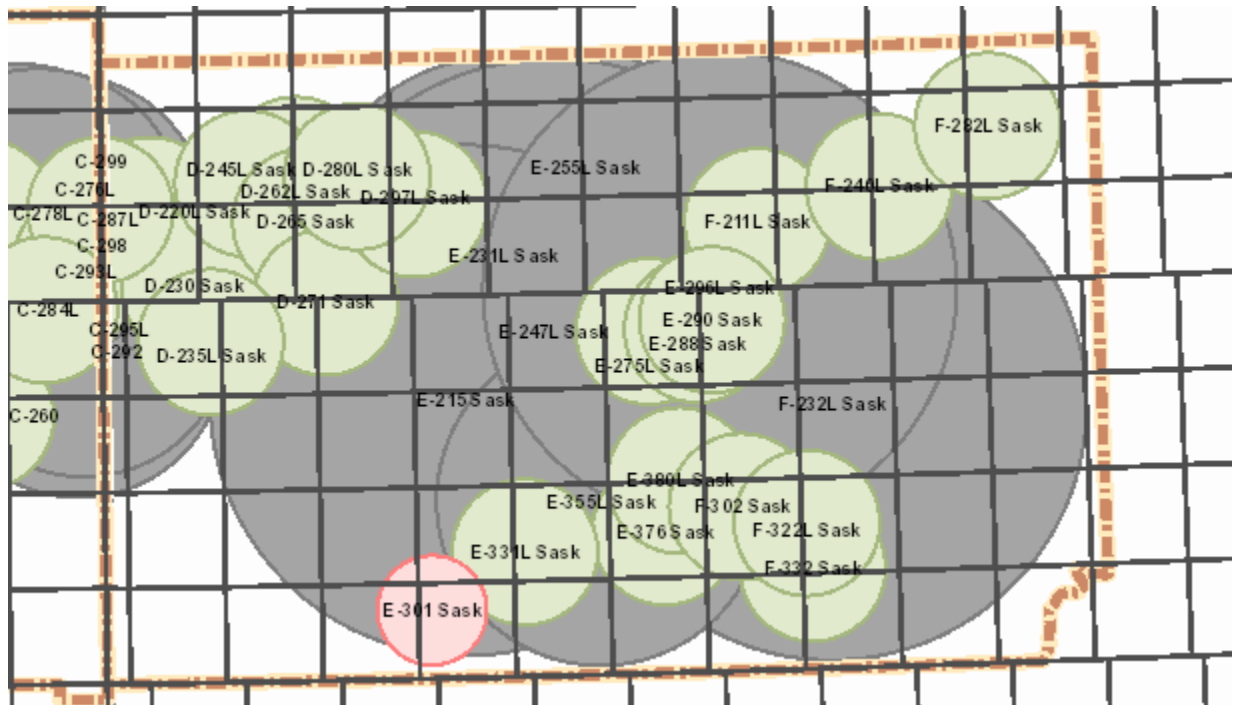 F-282L Sask
C-299
D-245L Sask
D-280L Sask
E-255L Sask
C-276L
D-262L Sask
D-297L Sask
F-240L Sask
C-278L
C-287L
D-220L Sask
D-265 Sask
F-211L Sask
C-298
E-231L Sask
C-293L
D-230 Sask
E-296L Sask
C-284L
D-271 Sask
E-290 Sask
C-295L
E-247L Sask
E-288 Sask
C-292
D-235L Sask
E-275L Sask
E-215 Sask
F-232L Sask
C-260
E-380L Sask
E-355L Sask
F-302 Sask
E-376 Sask
F-322L Sask
E-331L Sask
F-332 Sask
E-301 Sask